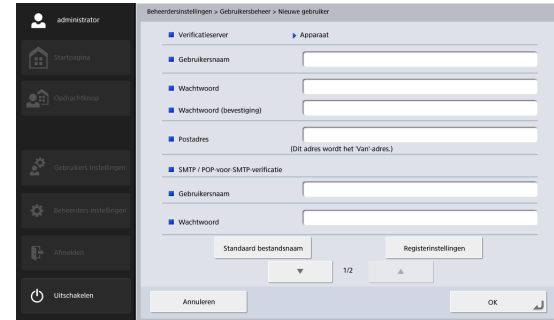 administrator
Startpagina
Opdrachtknop
Gebruikers Instellingen
Beheerders Instellingen
Afmelden
Uitschakelen
Beheerdersinstellingen > Gebruikersbeheer > Nieuwe gebruiker
Verificatieserver
Apparaat
Gebruikersnaam
Wachtwoord
Wachtwoord (bevestiging)
Postadres
(Dit adres wordt het 'Van'-adres.)
SMTP / POP-voor-SMTP-verificatie
Gebruikersnaam
Wachtwoord
Standaard bestandsnaam
Registerinstellingen
1/2
Annuleren
OK